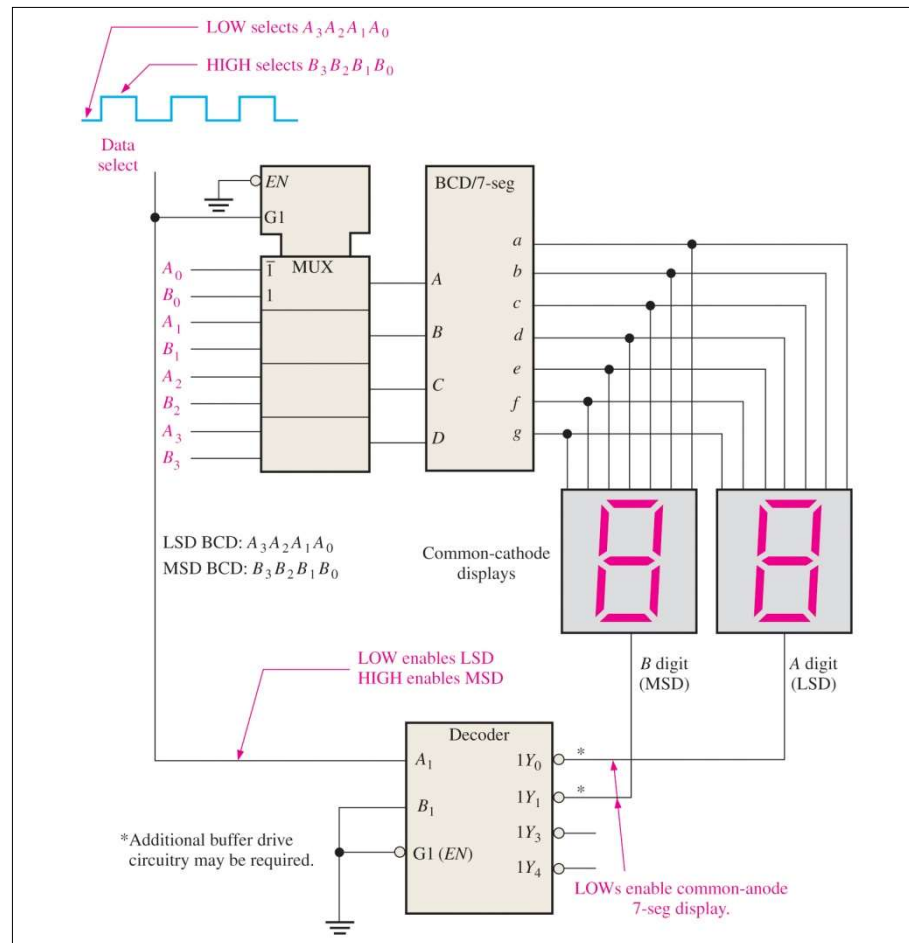 LOW selects A₃A₂A₁A₀
HIGH selects B₃B₂B₁B₀
Data
select
EN
G1
BCD/7-seg
MUX
A₀
1̅
B₀
1
A₁
B₁
A₂
B₂
A₃
B₃
A
B
C
D
a
b
c
d
e
f
g
LSD BCD: A₃A₂A₁A₀
MSD BCD: B₃B₂B₁B₀
Common-cathode
displays
B digit
(MSD)
A digit
(LSD)
LOW enables LSD
HIGH enables MSD
Decoder
A₁
B₁
G1 (EN)
1Y₀
*
1Y₁
*
1Y₃
1Y₄
*Additional buffer drive
circuitry may be required.
LOWs enable common-anode
7-seg display.